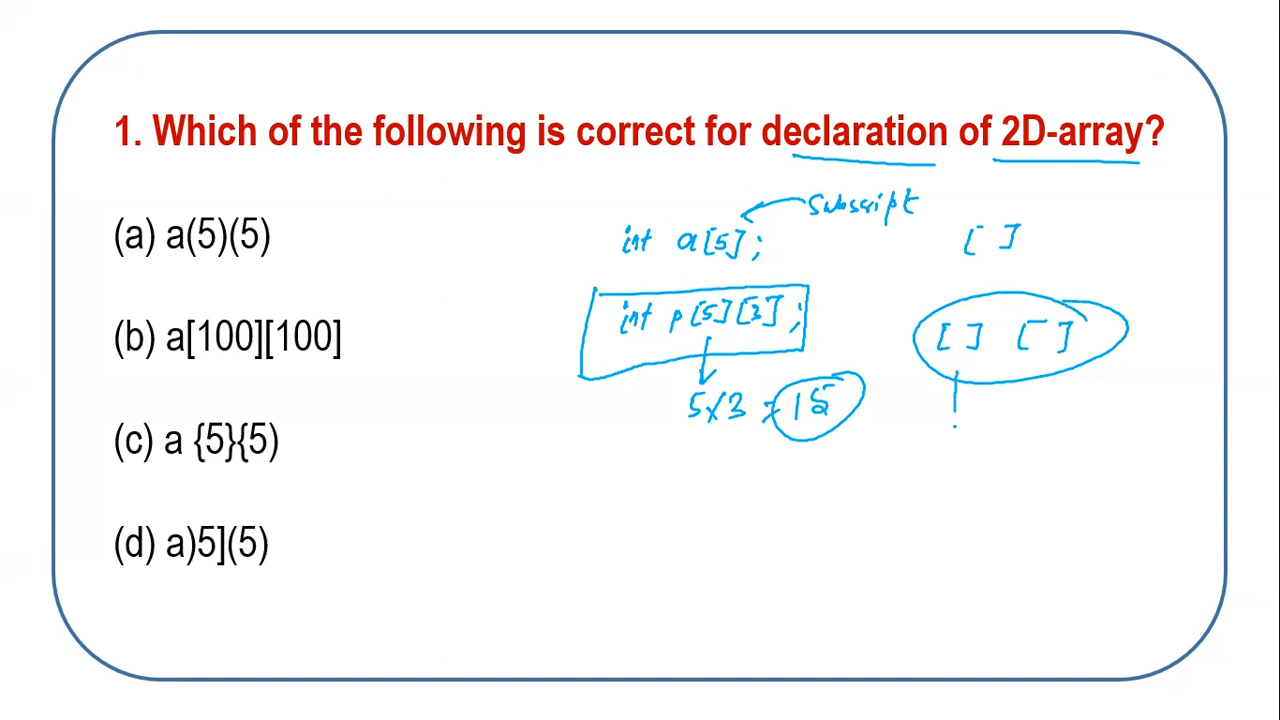 1. Which of the following is correct for declaration of 2D-array?
(a) a(5)(5)
(b) a[100][100]
(c) a {5}{5)
(d) a)5](5)
subscript
int a[5];
[ ]
int p[5][3];
[ ] [ ]
5x3 = 15